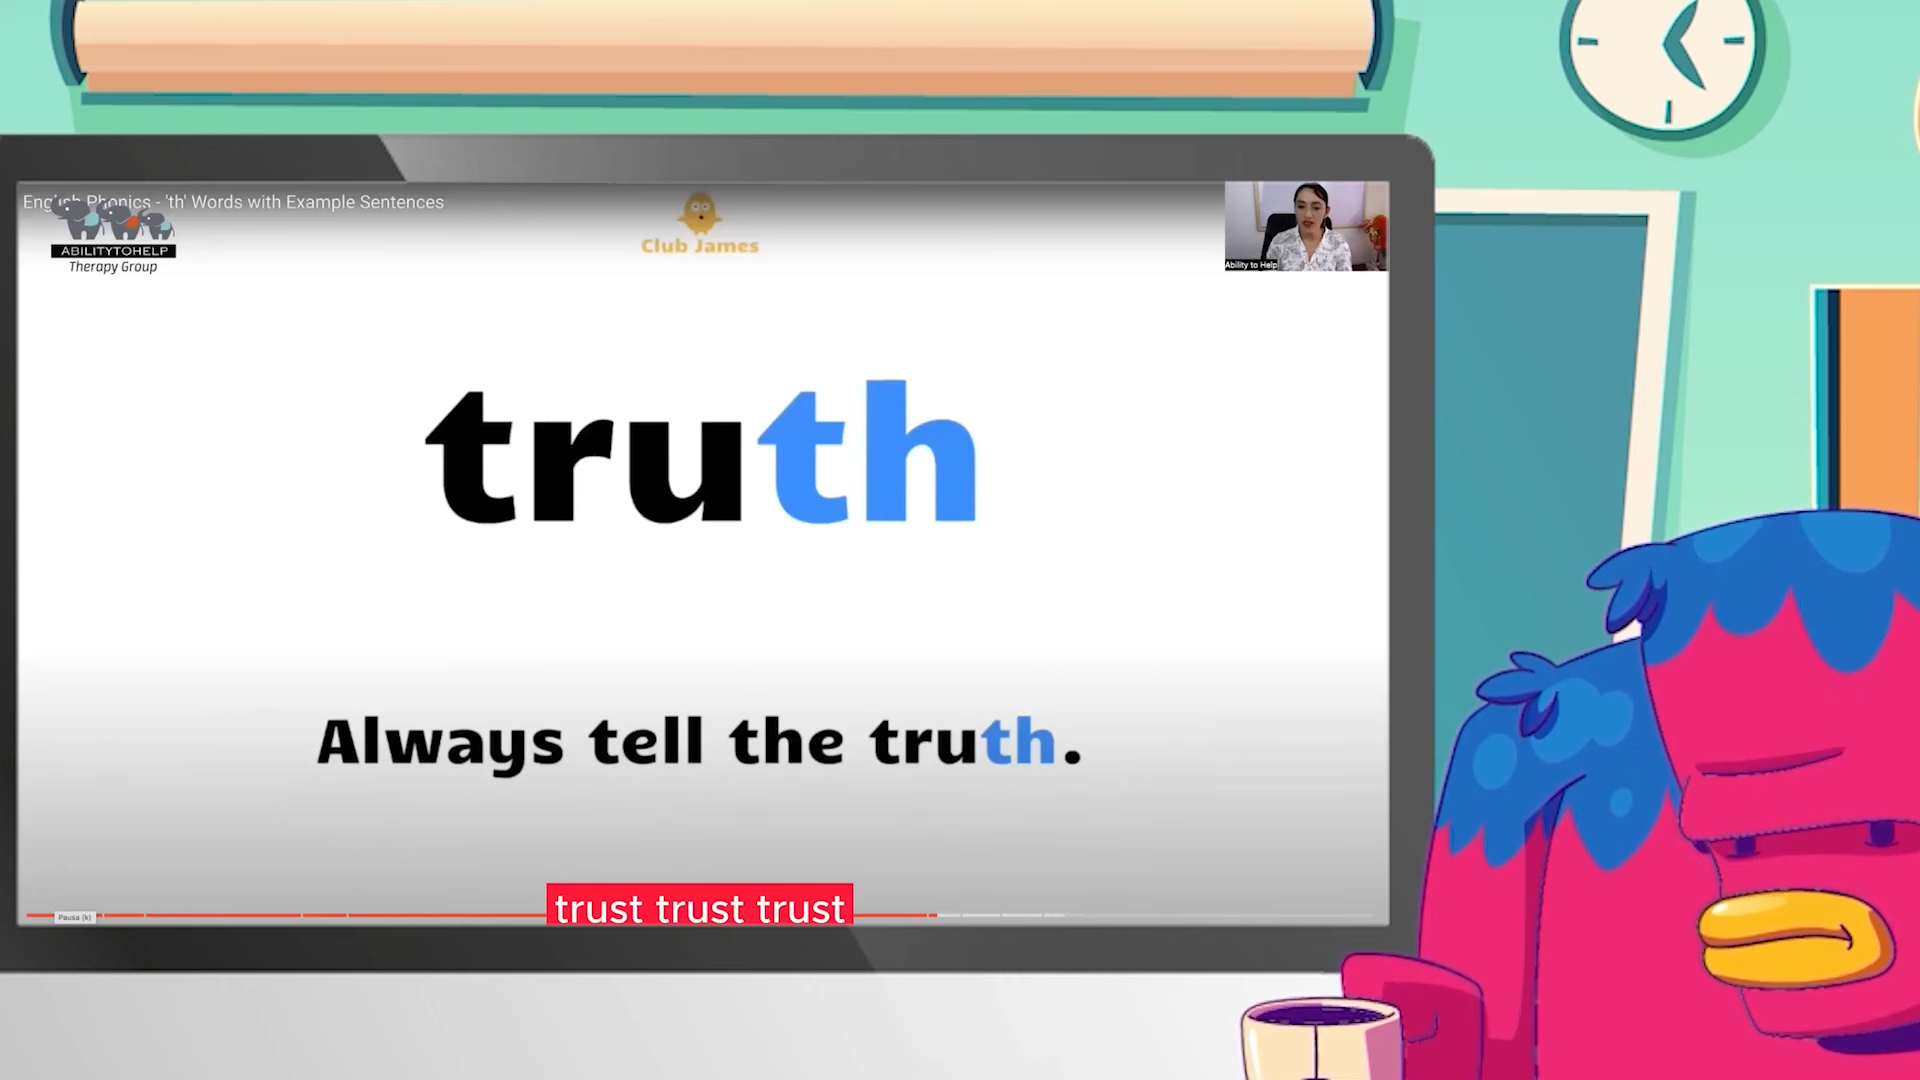 English Phonics - 'th' Words with Example Sentences
ABILITYTOHELP
Therapy Group
Club James
Ability to Help
truth
Always tell the truth.
trust trust trust
Pausa (k)